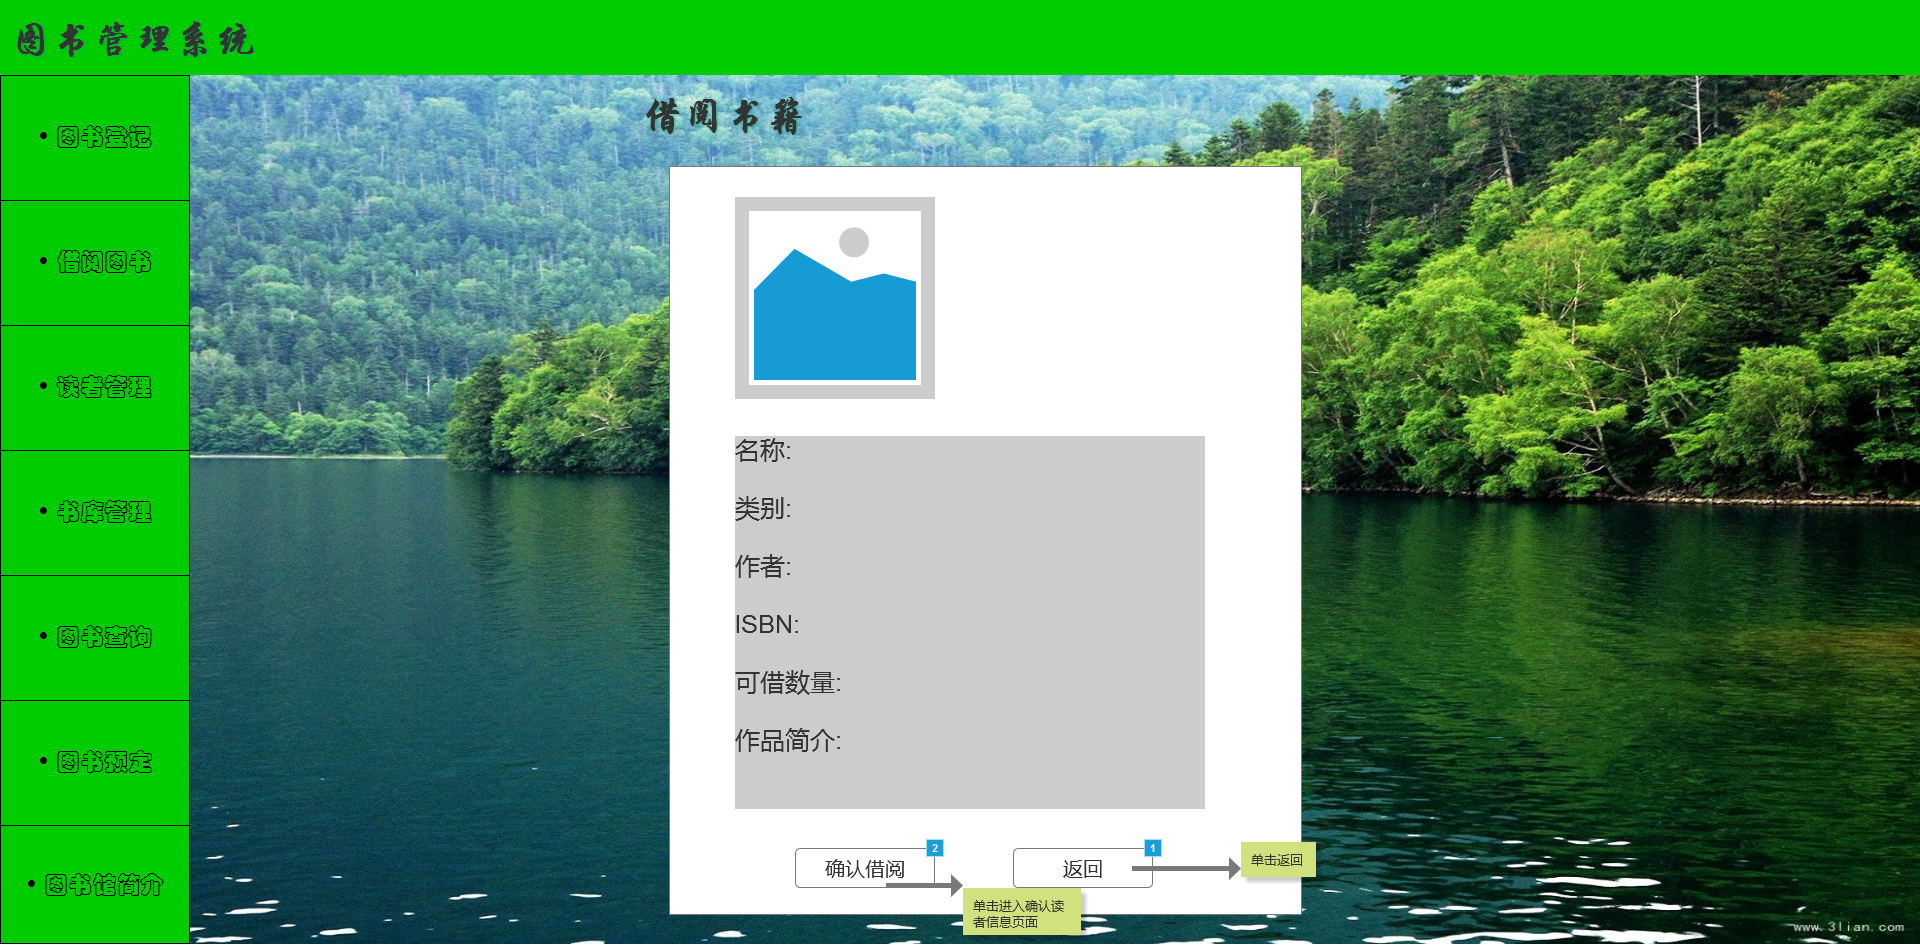 图书管理系统
• 图书登记
• 借阅图书
• 读者管理
• 书库管理
• 图书查询
• 图书预定
• 图书馆简介
借阅书籍
名称:
类别:
作者:
ISBN:
可借数量:
作品简介:
确认借阅
2
返回
1
单击返回
单击进入确认读
者信息页面
www.3lian.com